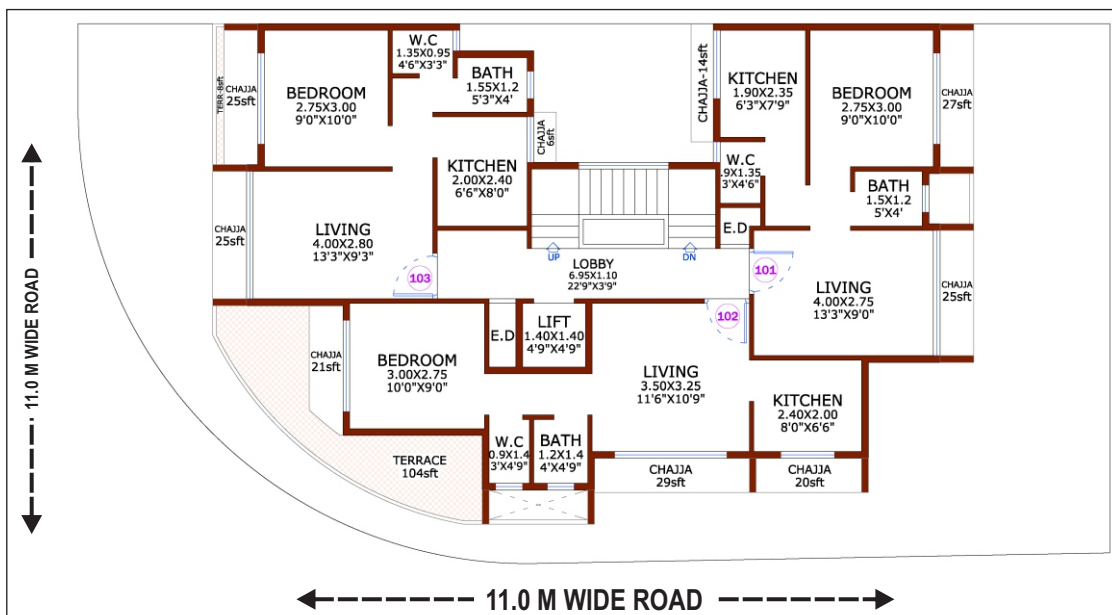 W.C
1.35X0.95
4'6"X3'3"
BATH
1.55X1.2
5'3"X4'
BEDROOM
2.75X3.00
9'0"X10'0"
CHAJJA
25sft
TERR-8sft
KITCHEN
2.00X2.40
6'6"X8'0"
CHAJJA
6sft
CHAJJA-14sft
KITCHEN
1.90X2.35
6'3"X7'9"
BEDROOM
2.75X3.00
9'0"X10'0"
CHAJJA
27sft
W.C
.9X1.35
3'X4'6"
BATH
1.5X1.2
5'X4'
E.D
LIVING
4.00X2.80
13'3"X9'3"
CHAJJA
25sft
103
UP
DN
LOBBY
6.95X1.10
22'9"X3'9"
101
LIVING
4.00X2.75
13'3"X9'0"
CHAJJA
25sft
102
E.D
LIFT
1.40X1.40
4'9"X4'9"
BEDROOM
3.00X2.75
10'0"X9'0"
CHAJJA
21sft
LIVING
3.50X3.25
11'6"X10'9"
KITCHEN
2.40X2.00
8'0"X6'6"
W.C
0.9X1.4
3'X4'9"
BATH
1.2X1.4
4'X4'9"
TERRACE
104sft
CHAJJA
29sft
CHAJJA
20sft
11.0 M WIDE ROAD
11.0 M WIDE ROAD